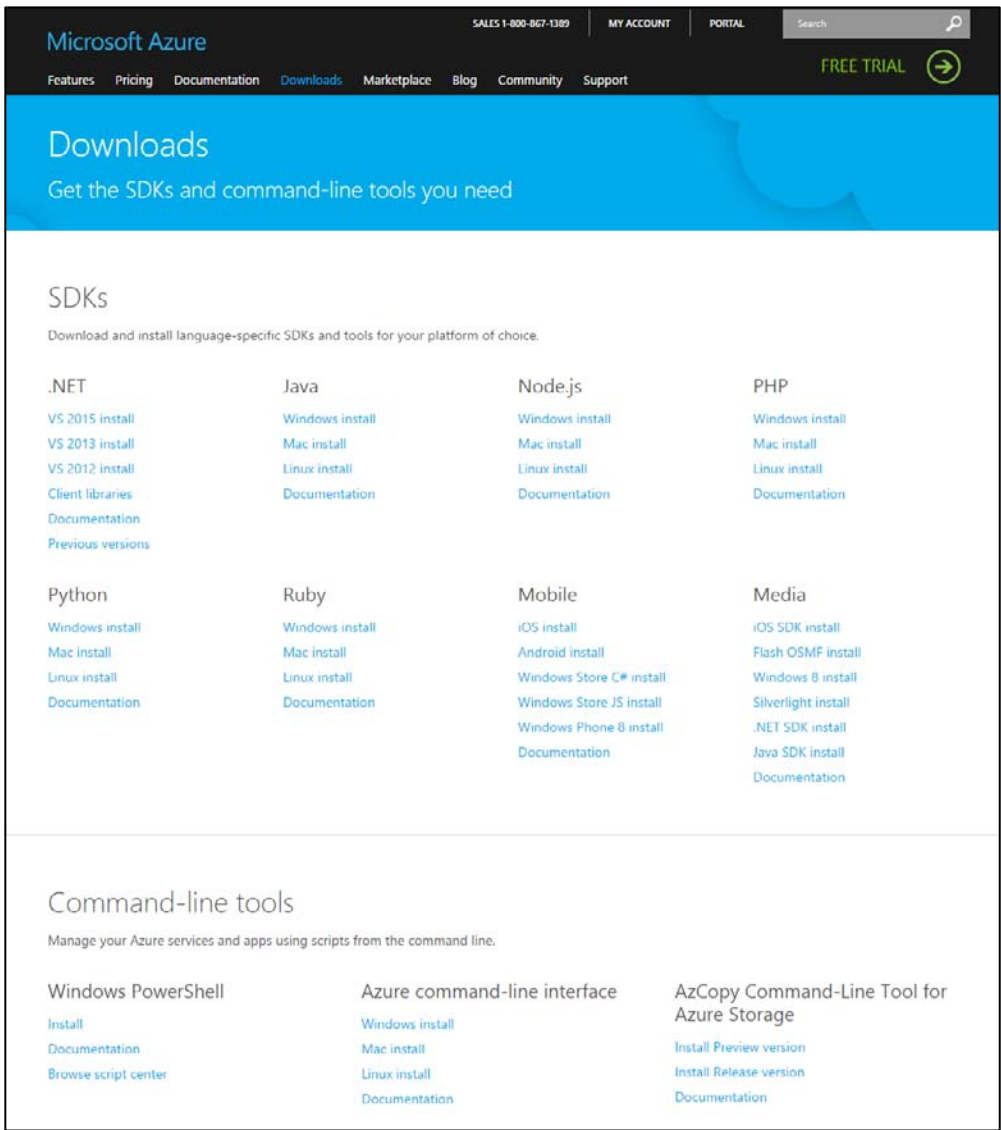 SALES 1-800-867-1389 MY ACCOUNT PORTAL Search
Microsoft Azure
FREE TRIAL
Features Pricing Documentation Downloads Marketplace Blog Community Support
Downloads
Get the SDKs and command-line tools you need
SDKs
Download and install language-specific SDKs and tools for your platform of choice.
.NET
VS 2015 install
VS 2013 install
VS 2012 install
Client libraries
Documentation
Previous versions
Java
Windows install
Mac install
Linux install
Documentation
Node.js
Windows install
Mac install
Linux install
Documentation
PHP
Windows install
Mac install
Linux install
Documentation
Python
Windows install
Mac install
Linux install
Documentation
Ruby
Windows install
Mac install
Linux install
Documentation
Mobile
iOS install
Android install
Windows Store C# install
Windows Store JS install
Windows Phone 8 install
Documentation
Media
iOS SDK install
Flash OSMF install
Windows 8 install
Silverlight install
.NET SDK install
Java SDK install
Documentation
Command-line tools
Manage your Azure services and apps using scripts from the command line.
Windows PowerShell
Install
Documentation
Browse script center
Azure command-line interface
Windows install
Mac install
Linux install
Documentation
AzCopy Command-Line Tool for
Azure Storage
Install Preview version
Install Release version
Documentation